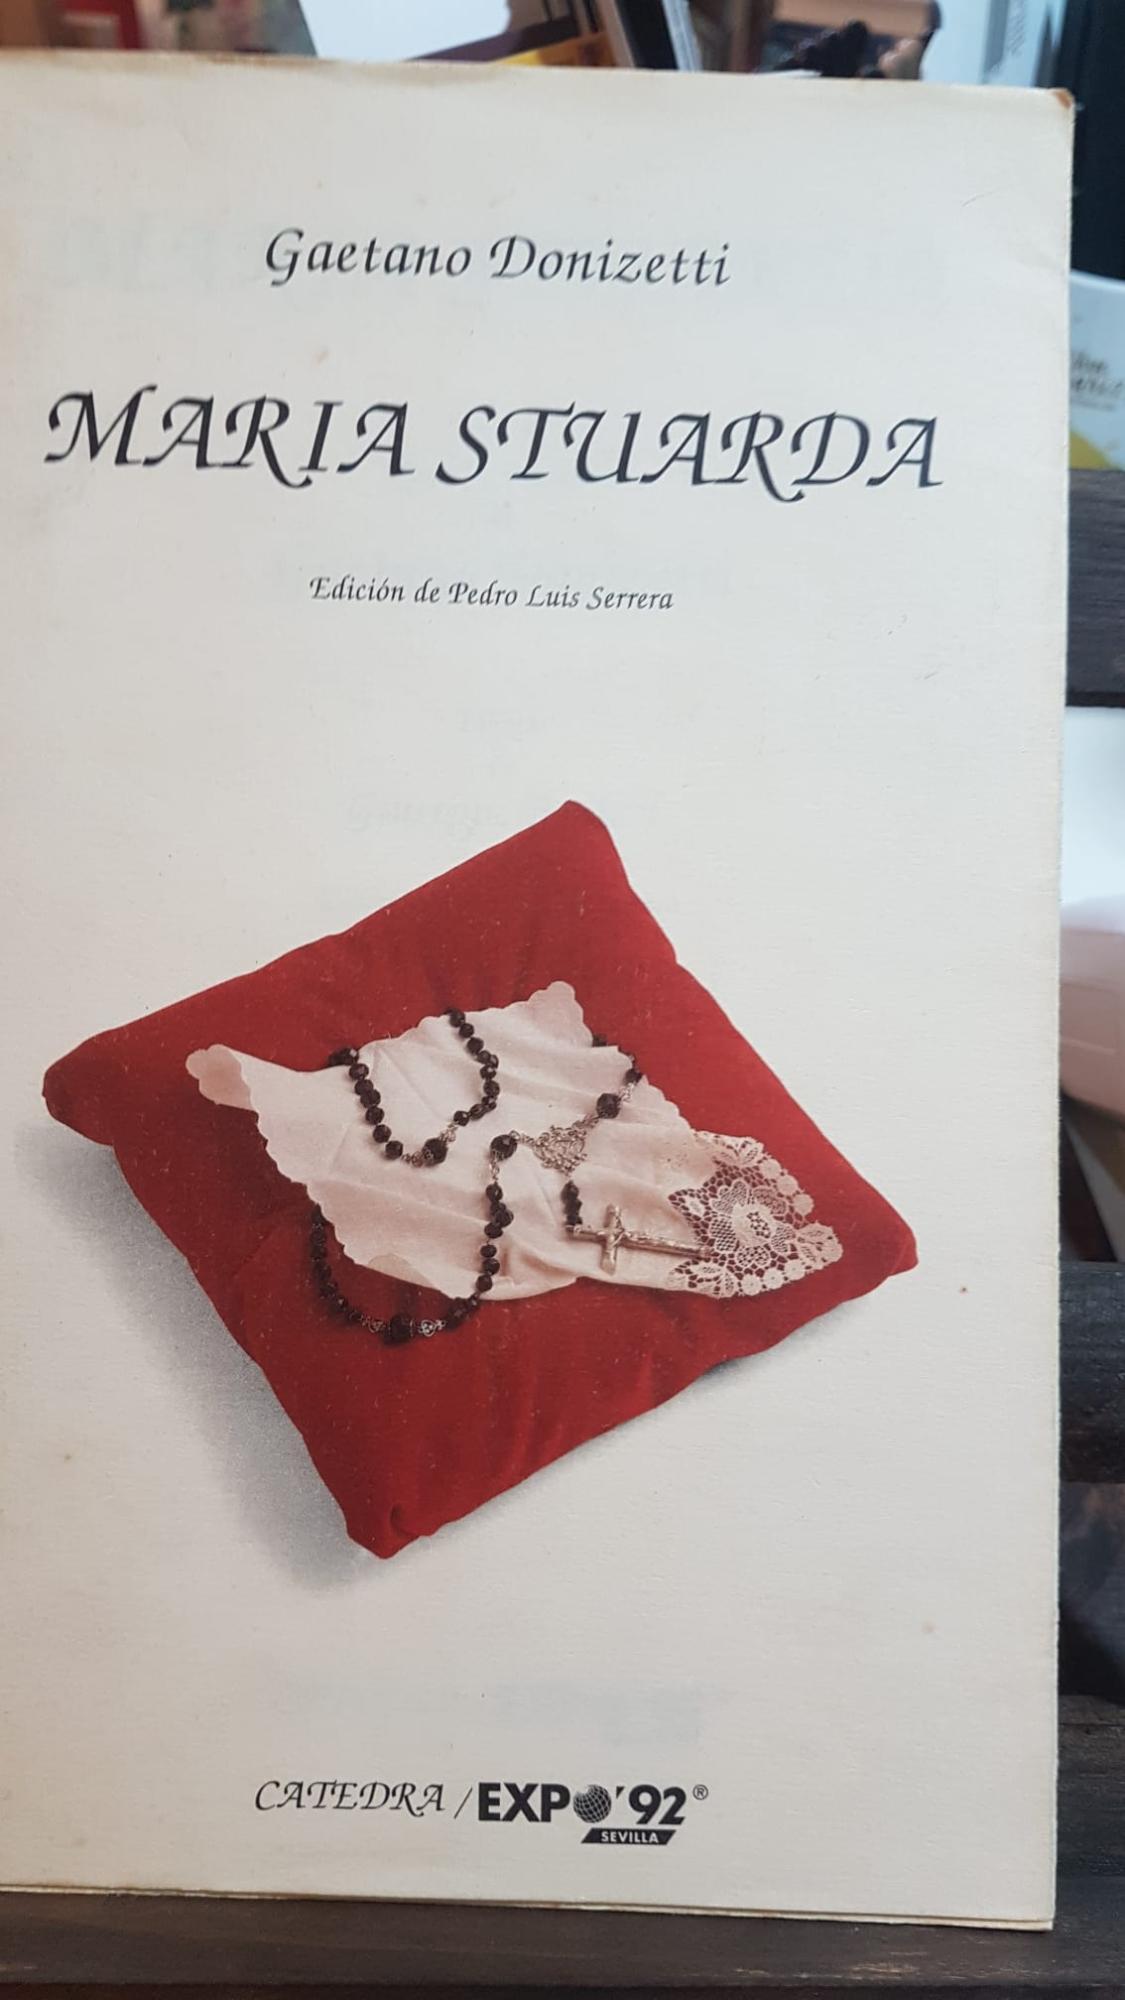 Gaetano Donizetti
MARIA STUARDA
Edición de Pedro Luis Serrera
CATEDRA / EXPO'92®
SEVILLA